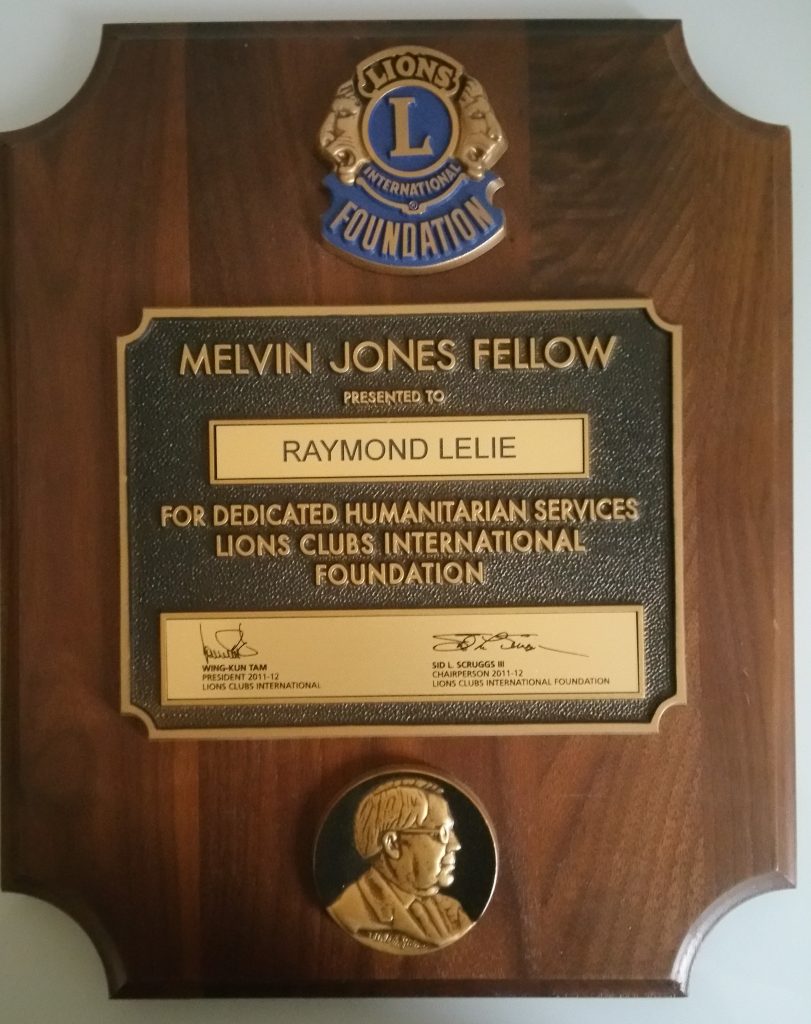 LIONS
L
INTERNATIONAL
®
FOUNDATION
MELVIN JONES FELLOW
PRESENTED TO
RAYMOND LELIE
FOR DEDICATED HUMANITARIAN SERVICES
LIONS CLUBS INTERNATIONAL
FOUNDATION
WING-KUN TAM
PRESIDENT 2011-12
LIONS CLUBS INTERNATIONAL
SID L. SCRUGGS III
CHAIRPERSON 2011-12
LIONS CLUBS INTERNATIONAL FOUNDATION